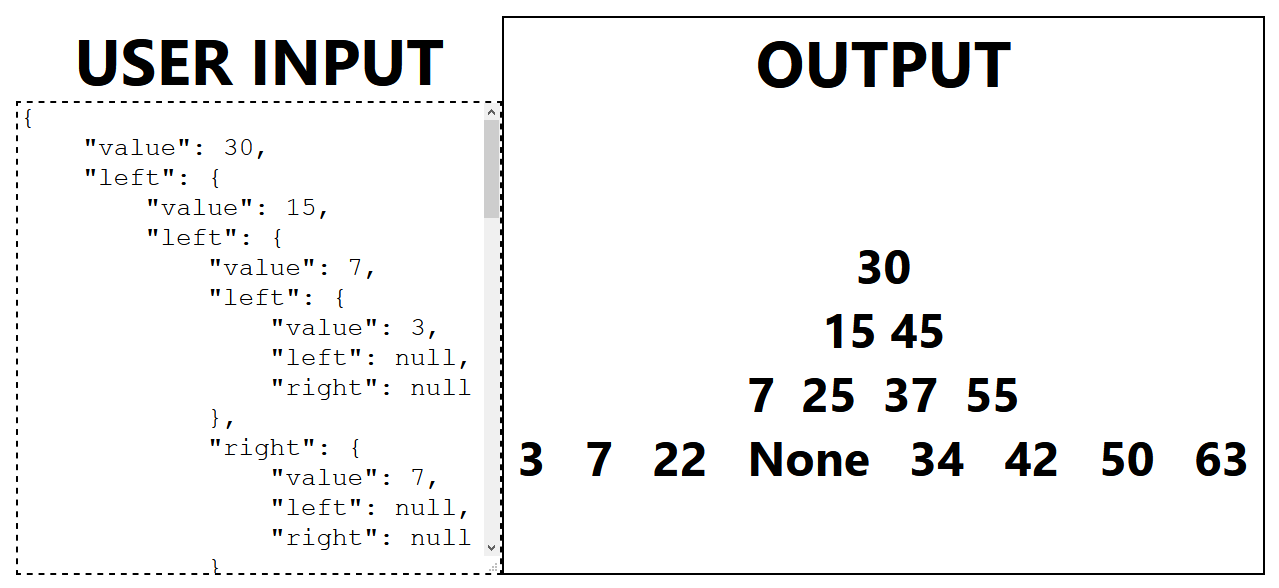 USER INPUT
{
"value": 30,
"left": {
"value": 15,
"left": {
"value": 7,
"left": {
"value": 3,
"left": null,
"right": null
},
"right": {
"value": 7,
"left": null,
"right": null
}
OUTPUT
30
15 45
7 25 37 55
3 7 22 None 34 42 50 63